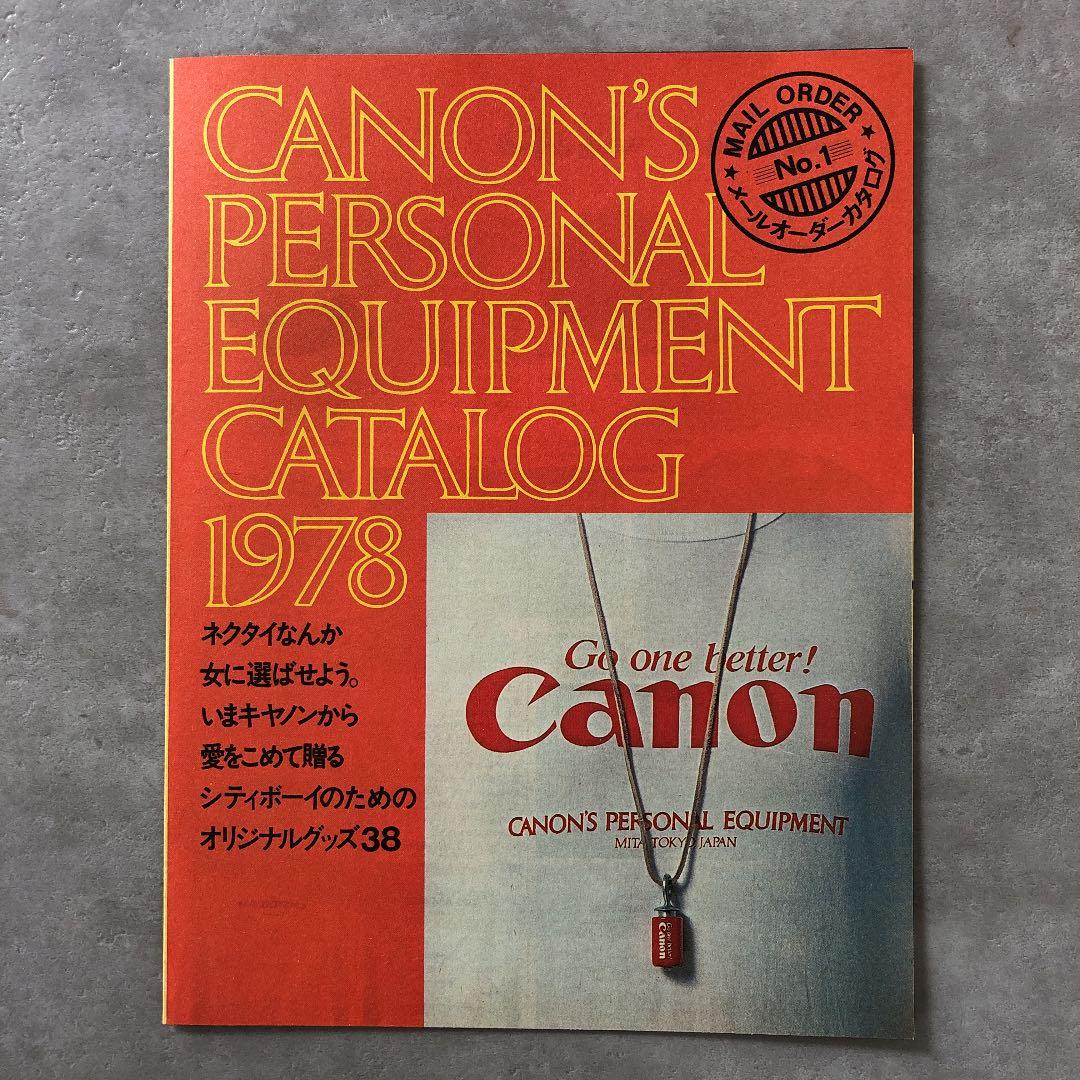 CANON'S
PERSONAL
EQUIPMENT
CATALOG
1978
MAIL ORDER
No.1
メールオーダーカタログ
ネクタイなんか
女に選ばせよう。
いまキヤノンから
愛をこめて贈る
シティボーイのための
オリジナルグッズ38
Go one better!
Canon
CANON'S PERSONAL EQUIPMENT
MITA TOKYO JAPAN
Go one better!
Canon